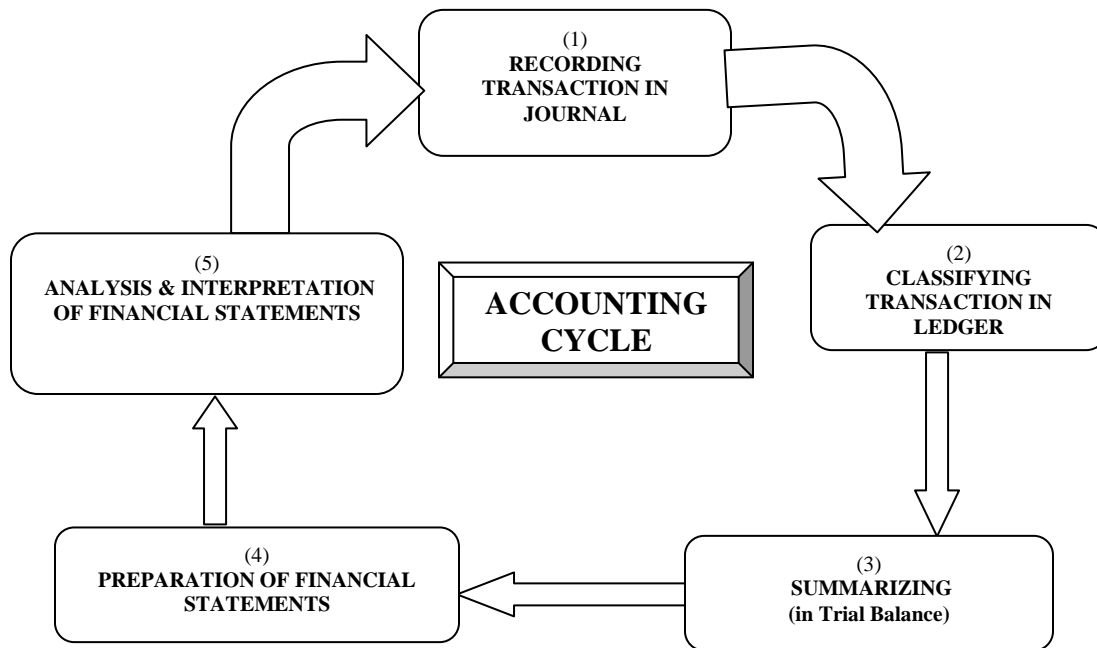 (1)
RECORDING
TRANSACTION IN
JOURNAL
(2)
CLASSIFYING
TRANSACTION IN
LEDGER
(3)
SUMMARIZING
(in Trial Balance)
(4)
PREPARATION OF FINANCIAL
STATEMENTS
(5)
ANALYSIS & INTERPRETATION
OF FINANCIAL STATEMENTS
ACCOUNTING
CYCLE